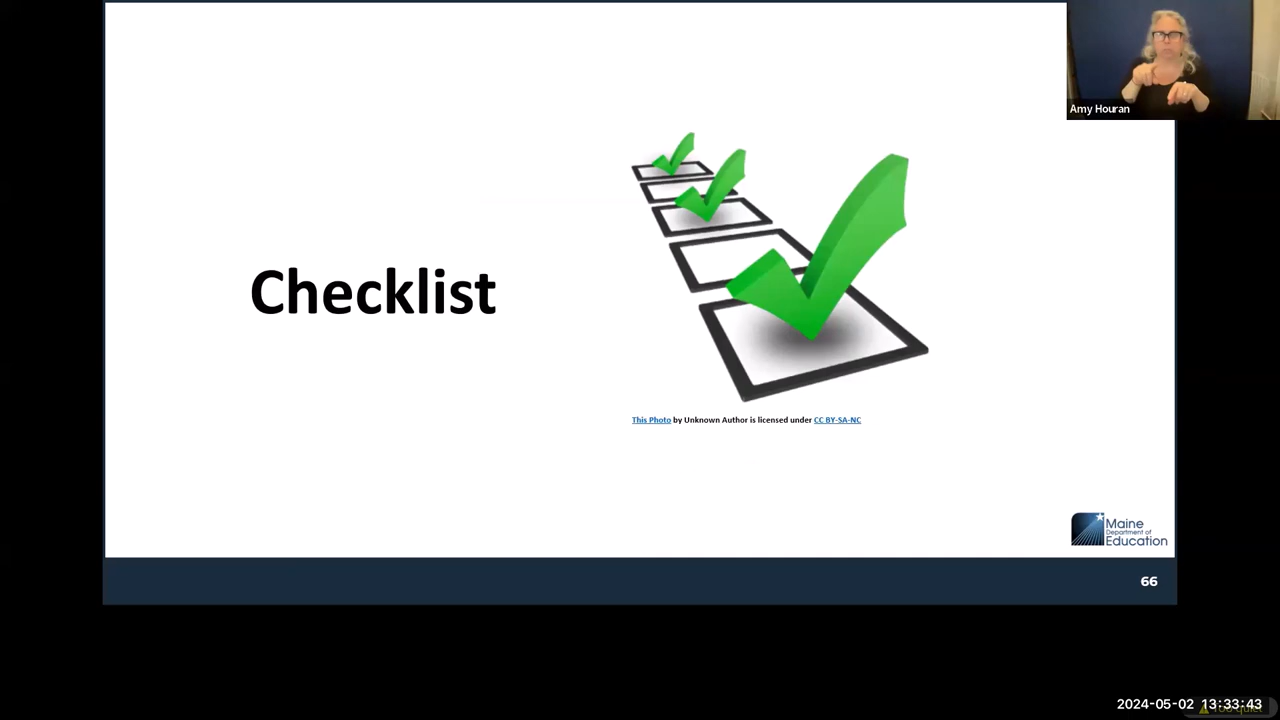 Amy Houran
Checklist
This Photo by Unknown Author is licensed under CC BY-SA-NC
Maine
Department of
Education
66
2024-05-02 13:33:43